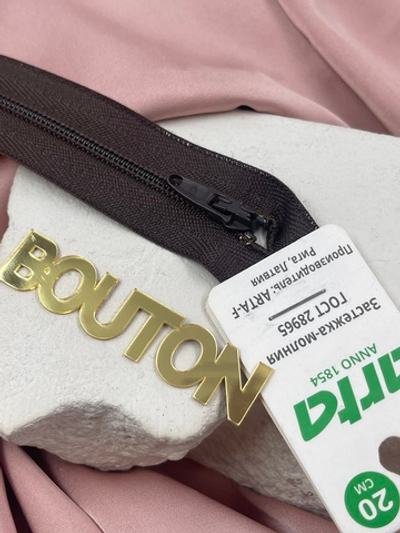 BOUTON
arta
ANNO 1854
Застежка-молния
ГОСТ 28965
Производитель: ARTA-F
Рига, Латвия
20
СМ